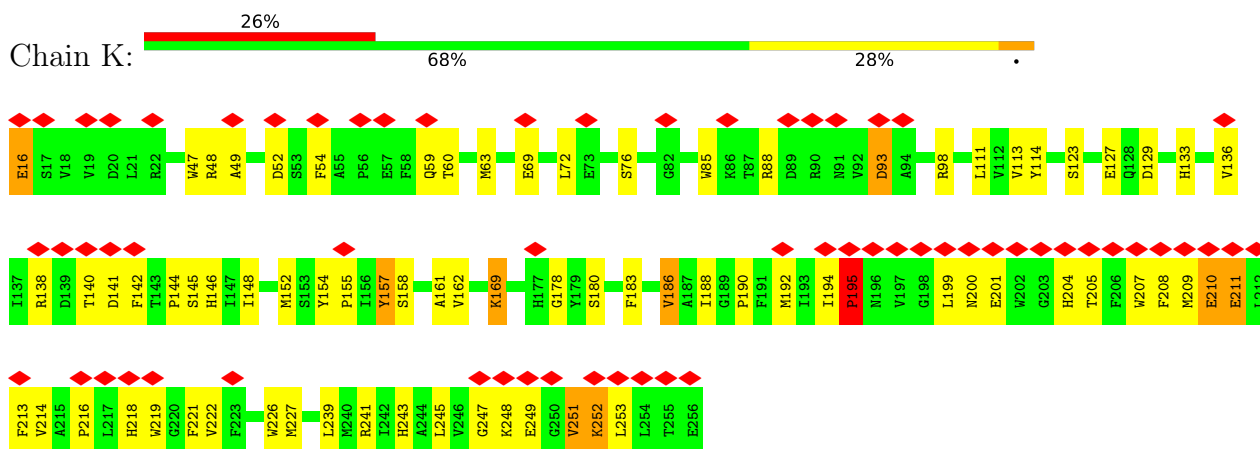 26%
Chain K:
68% 28% •
E16 S17 V18 V19 D20 L21 R22 W47 R48 A49 D52 S53 F54 A55 P56 E57 F58 Q59 T60 M63 E69 L72 E73 S76 G82 W85 K86 T87 R88 D89 R90 N91 V92 D93 A94 R98 L111 V112 V113 Y114 S123 E127 Q128 D129 H133 V136
I137 R138 D139 T140 D141 F142 T143 P144 S145 H146 I147 I148 M152 S153 Y154 P155 I156 Y157 S158 A161 V162 K169 H177 G178 Y179 S180 F183 V186 A187 I188 G189 P190 F191 M192 I193 I194 P195 N196 V197 G198 L199 N200 E201 W202 G203 H204 T205 F206 W207 F208 M209 E210 E211 L212
F213 V214 A215 P216 L217 H218 W219 G220 F221 V222 F223 W226 M227 L239 M240 R241 I242 H243 A244 L245 V246 G247 K248 E249 G250 V251 K252 L253 L254 T255 E256